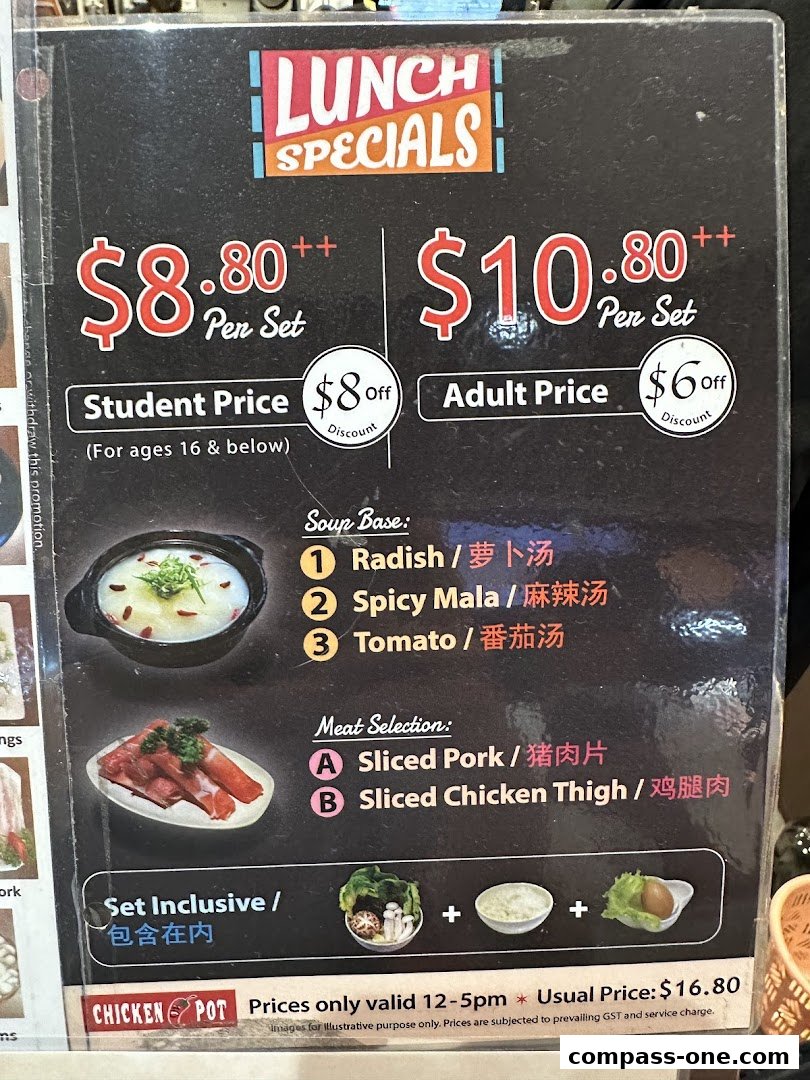 LUNCH
SPECIALS
$8.80++
Per Set
$10.80++
Per Set
Student Price
$8 Off
Discount
(For ages 16 & below)
Adult Price
$6 Off
Discount
or withdraw this promotion.
Soup Base:
1 Radish / 萝卜汤
2 Spicy Mala / 麻辣汤
3 Tomato / 番茄汤
Meat Selection:
A Sliced Pork / 猪肉片
B Sliced Chicken Thigh / 鸡腿肉
Set Inclusive /
包含在内
+ +
CHICKEN POT
Prices only valid 12-5pm * Usual Price: $16.80
Images for illustrative purpose only. Prices are subjected to prevailing GST and service charge.
compass-one.com